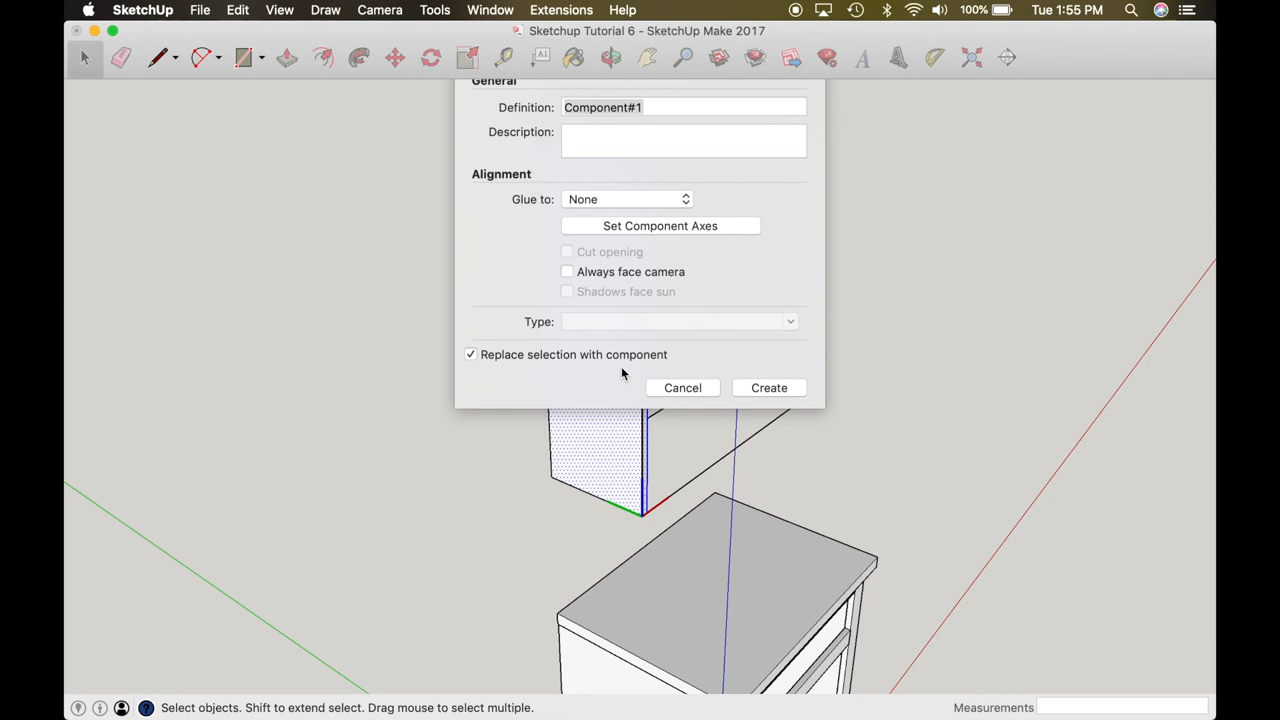 SketchUp File Edit View Draw Camera Tools Window Extensions Help 100% Tue 1:55 PM
Sketchup Tutorial 6 - SketchUp Make 2017
A1
General
Definition: Component#1
Description:
Alignment
Glue to: None
Set Component Axes
Cut opening
Always face camera
Shadows face sun
Type:
Replace selection with component
Cancel Create
Select objects. Shift to extend select. Drag mouse to select multiple. Measurements